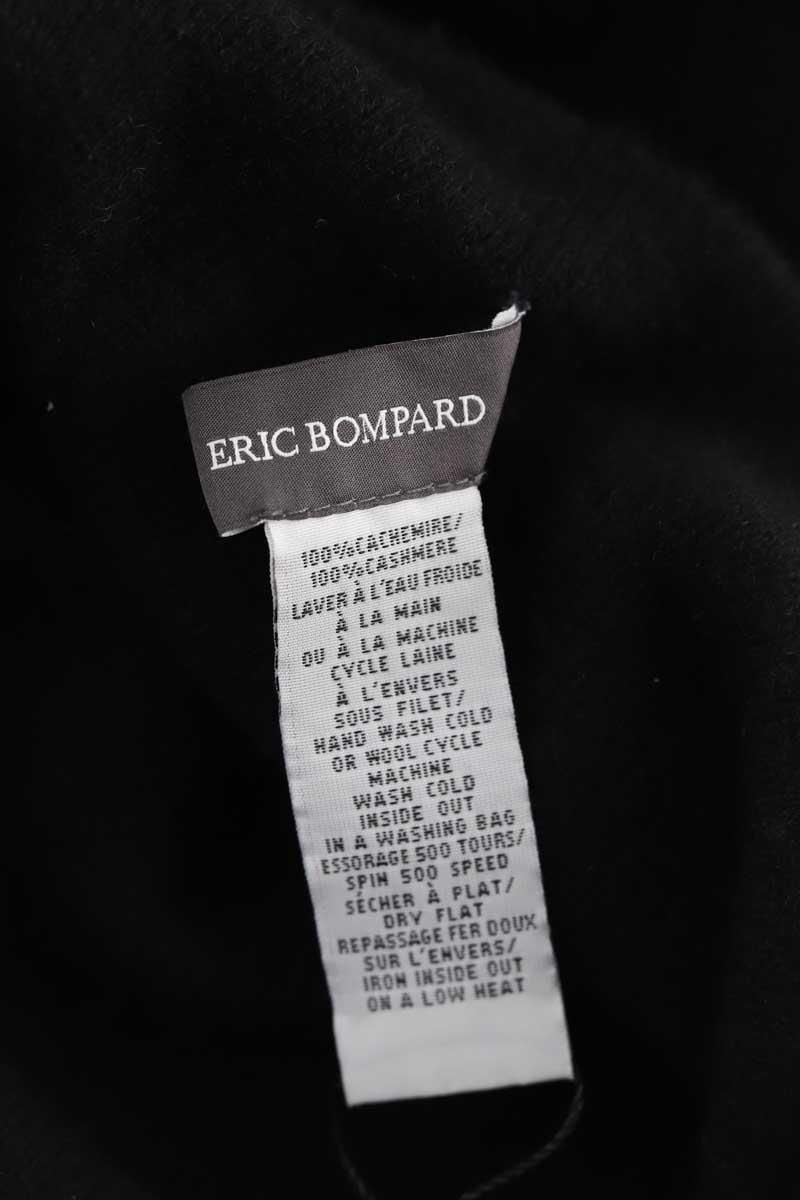 ERIC BOMPARD
100%CACHEMIRE/
100%CASHMERE
LAVER À L'EAU FROIDE
À LA MAIN
OU À LA MACHINE
CYCLE LAINE
À L'ENVERS
SOUS FILET/
HAND WASH COLD
OR WOOL CYCLE
MACHINE
WASH COLD
INSIDE OUT
IN A WASHING BAG
ESSORAGE 500 TOURS/
SPIN 500 SPEED
SÉCHER À PLAT/
DRY FLAT
REPASSAGE FER DOUX
SUR L'ENVERS/
IRON INSIDE OUT
ON A LOW HEAT